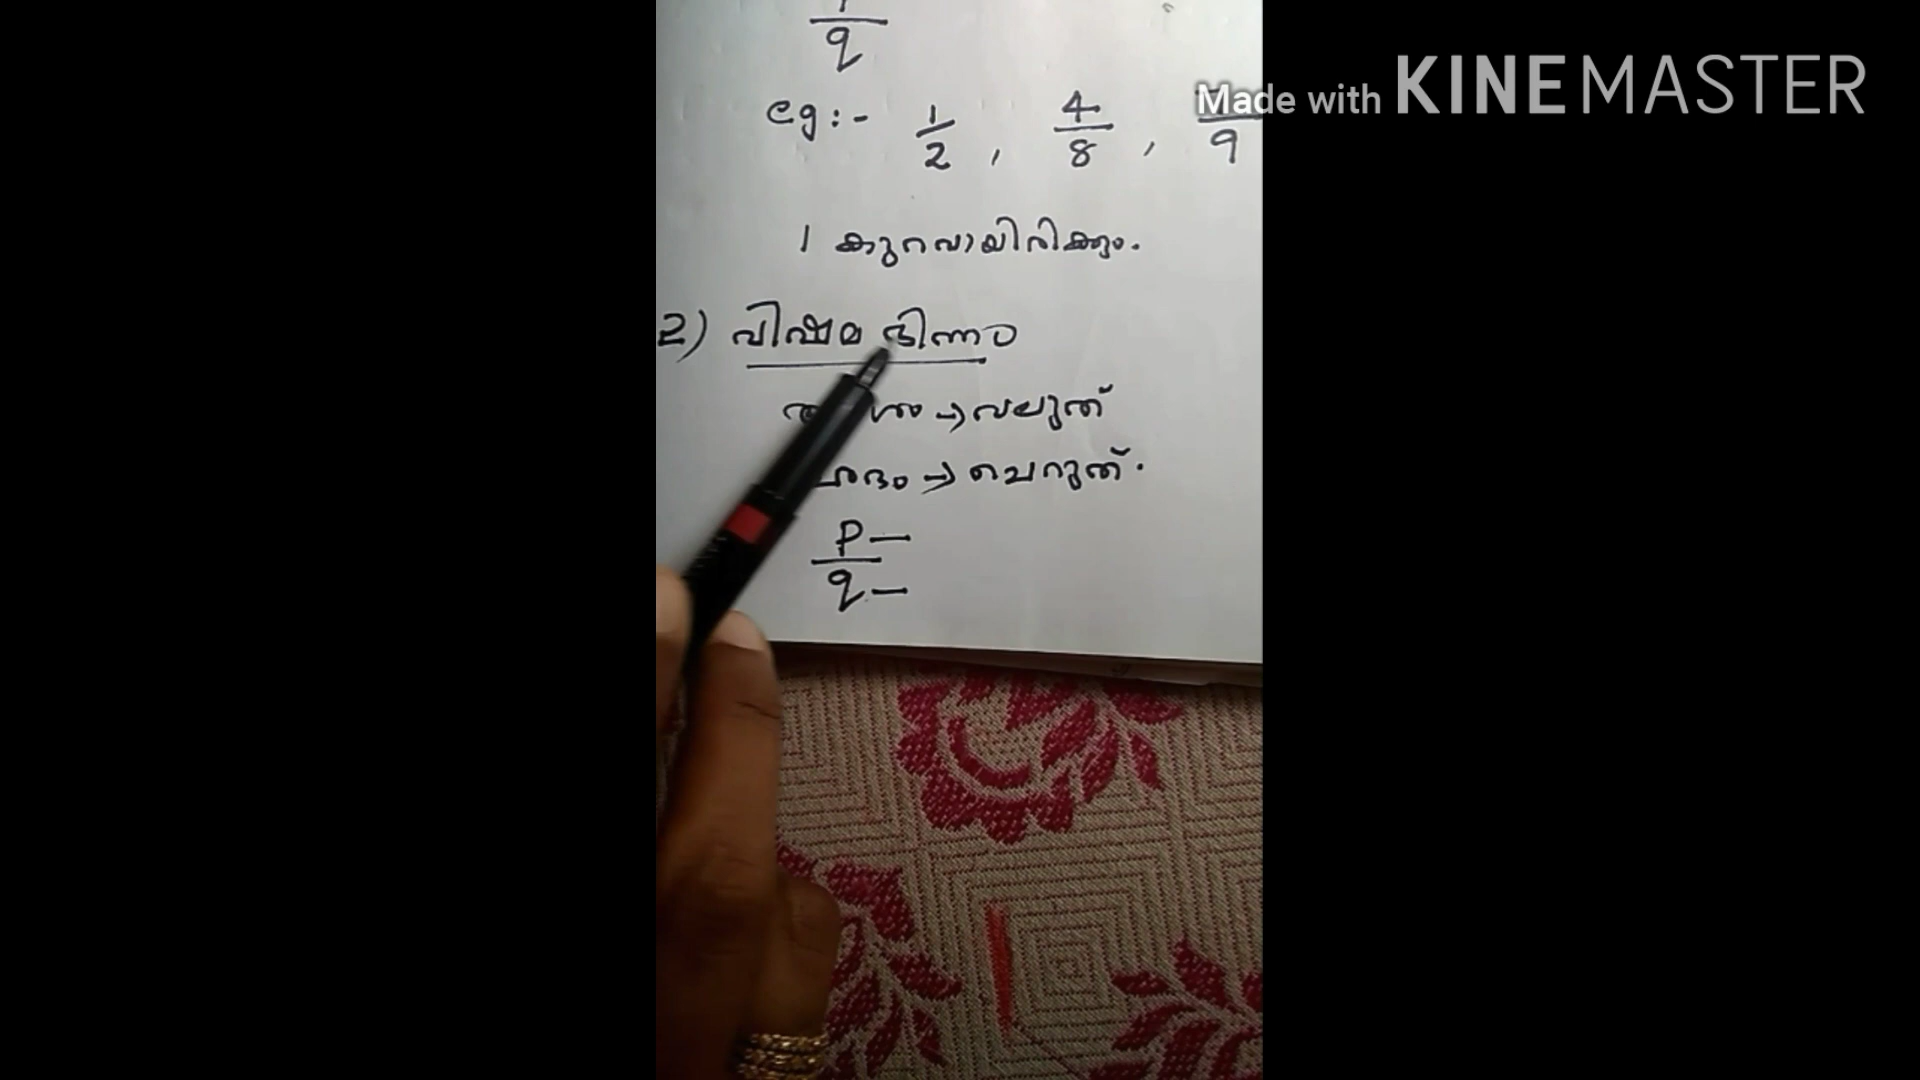 q
eg:- 1/2, 4/8, 9
Made with KINEMASTER
1 കുറവായിരിക്കും.
2) വിഷമ ഭിന്നം
→ വലുത്
→ ചെറുത്.
P—
q—